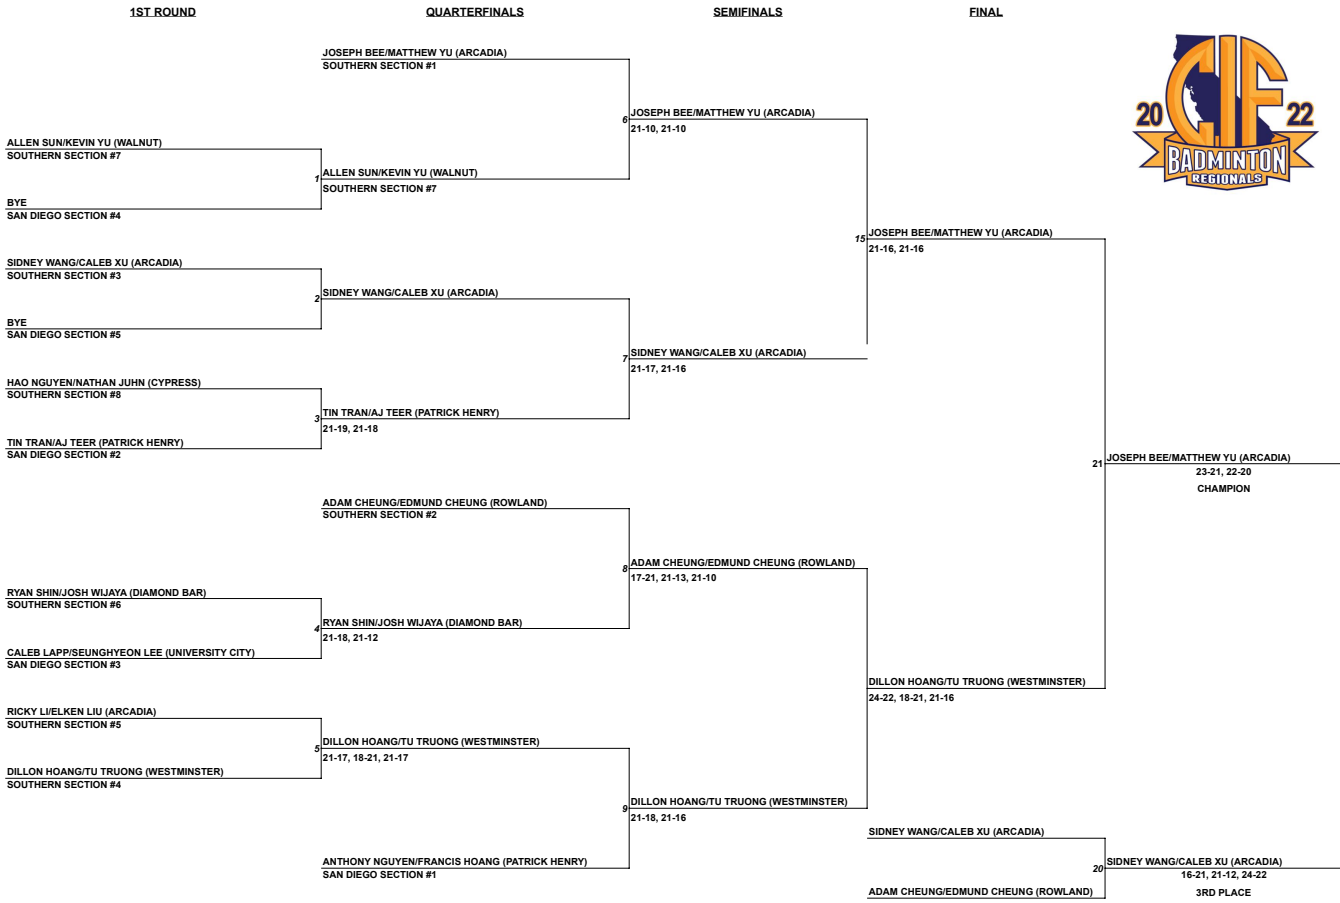 1ST ROUND
QUARTERFINALS
SEMIFINALS
FINAL
20 CIF 22
BADMINTON
REGIONALS
ALLEN SUN/KEVIN YU (WALNUT)
SOUTHERN SECTION #7
BYE
SAN DIEGO SECTION #4
SIDNEY WANG/CALEB XU (ARCADIA)
SOUTHERN SECTION #3
BYE
SAN DIEGO SECTION #5
HAO NGUYEN/NATHAN JUHN (CYPRESS)
SOUTHERN SECTION #8
TIN TRAN/AJ TEER (PATRICK HENRY)
SAN DIEGO SECTION #2
RYAN SHIN/JOSH WIJAYA (DIAMOND BAR)
SOUTHERN SECTION #6
CALEB LAPP/SEUNGHYEON LEE (UNIVERSITY CITY)
SAN DIEGO SECTION #3
RICKY LI/ELKEN LIU (ARCADIA)
SOUTHERN SECTION #5
DILLON HOANG/TU TRUONG (WESTMINSTER)
SOUTHERN SECTION #4
JOSEPH BEE/MATTHEW YU (ARCADIA)
SOUTHERN SECTION #1
1 ALLEN SUN/KEVIN YU (WALNUT)
SOUTHERN SECTION #7
2 SIDNEY WANG/CALEB XU (ARCADIA)
3 TIN TRAN/AJ TEER (PATRICK HENRY)
21-19, 21-18
ADAM CHEUNG/EDMUND CHEUNG (ROWLAND)
SOUTHERN SECTION #2
4 RYAN SHIN/JOSH WIJAYA (DIAMOND BAR)
21-18, 21-12
5 DILLON HOANG/TU TRUONG (WESTMINSTER)
21-17, 18-21, 21-17
ANTHONY NGUYEN/FRANCIS HOANG (PATRICK HENRY)
SAN DIEGO SECTION #1
6 JOSEPH BEE/MATTHEW YU (ARCADIA)
21-10, 21-10
7 SIDNEY WANG/CALEB XU (ARCADIA)
21-17, 21-16
8 ADAM CHEUNG/EDMUND CHEUNG (ROWLAND)
17-21, 21-13, 21-10
9 DILLON HOANG/TU TRUONG (WESTMINSTER)
21-18, 21-16
15 JOSEPH BEE/MATTHEW YU (ARCADIA)
21-16, 21-16
DILLON HOANG/TU TRUONG (WESTMINSTER)
24-22, 18-21, 21-16
SIDNEY WANG/CALEB XU (ARCADIA)
ADAM CHEUNG/EDMUND CHEUNG (ROWLAND)
21 JOSEPH BEE/MATTHEW YU (ARCADIA)
23-21, 22-20
CHAMPION
20 SIDNEY WANG/CALEB XU (ARCADIA)
16-21, 21-12, 24-22
3RD PLACE